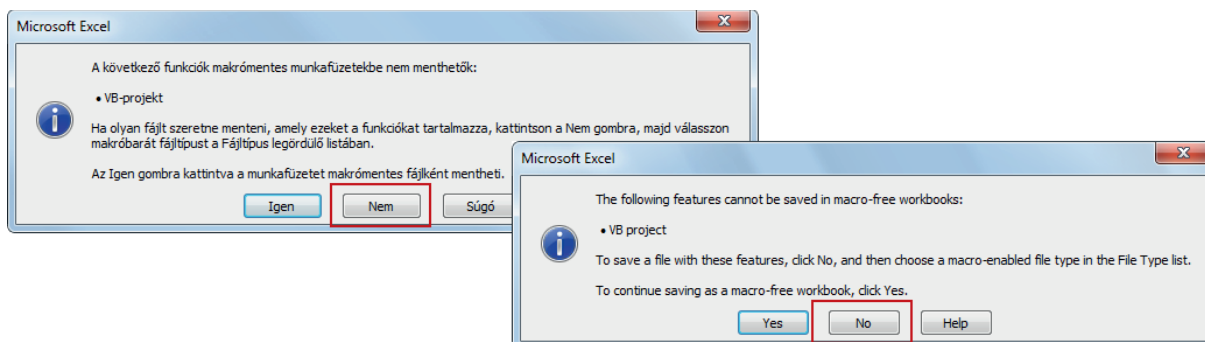 Microsoft Excel
A következő funkciók makrómentes munkafüzetekbe nem menthetők:
• VB-projekt
Ha olyan fájlt szeretne menteni, amely ezeket a funkciókat tartalmazza, kattintson a Nem gombra, majd válasszon
makróbarát fájltípust a Fájltípus legördülő listában.
Az Igen gombra kattintva a munkafüzetet makrómentes fájlként mentheti.
Igen Nem Súgó
Microsoft Excel
The following features cannot be saved in macro-free workbooks:
• VB project
To save a file with these features, click No, and then choose a macro-enabled file type in the File Type list.
To continue saving as a macro-free workbook, click Yes.
Yes No Help